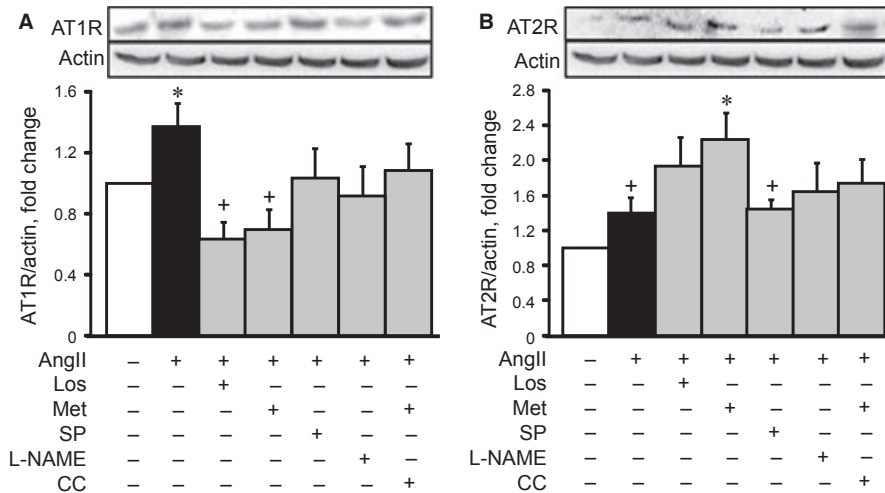 A
AT1R
Actin
1.6
1.2
0.8
0.4
0
AT1R/actin, fold change
*
+
+
AngII – + + + + + +
Los – – + – – – –
Met – – – + – – +
SP – – – – + – –
L-NAME – – – – – + –
CC – – – – – – +
B
AT2R
Actin
2.8
2.4
2.0
1.6
1.2
0.8
0.4
0
AT2R/actin, fold change
+
*
+
AngII – + + + + + +
Los – – + – – – –
Met – – – + – – +
SP – – – – + – –
L-NAME – – – – – + –
CC – – – – – – +